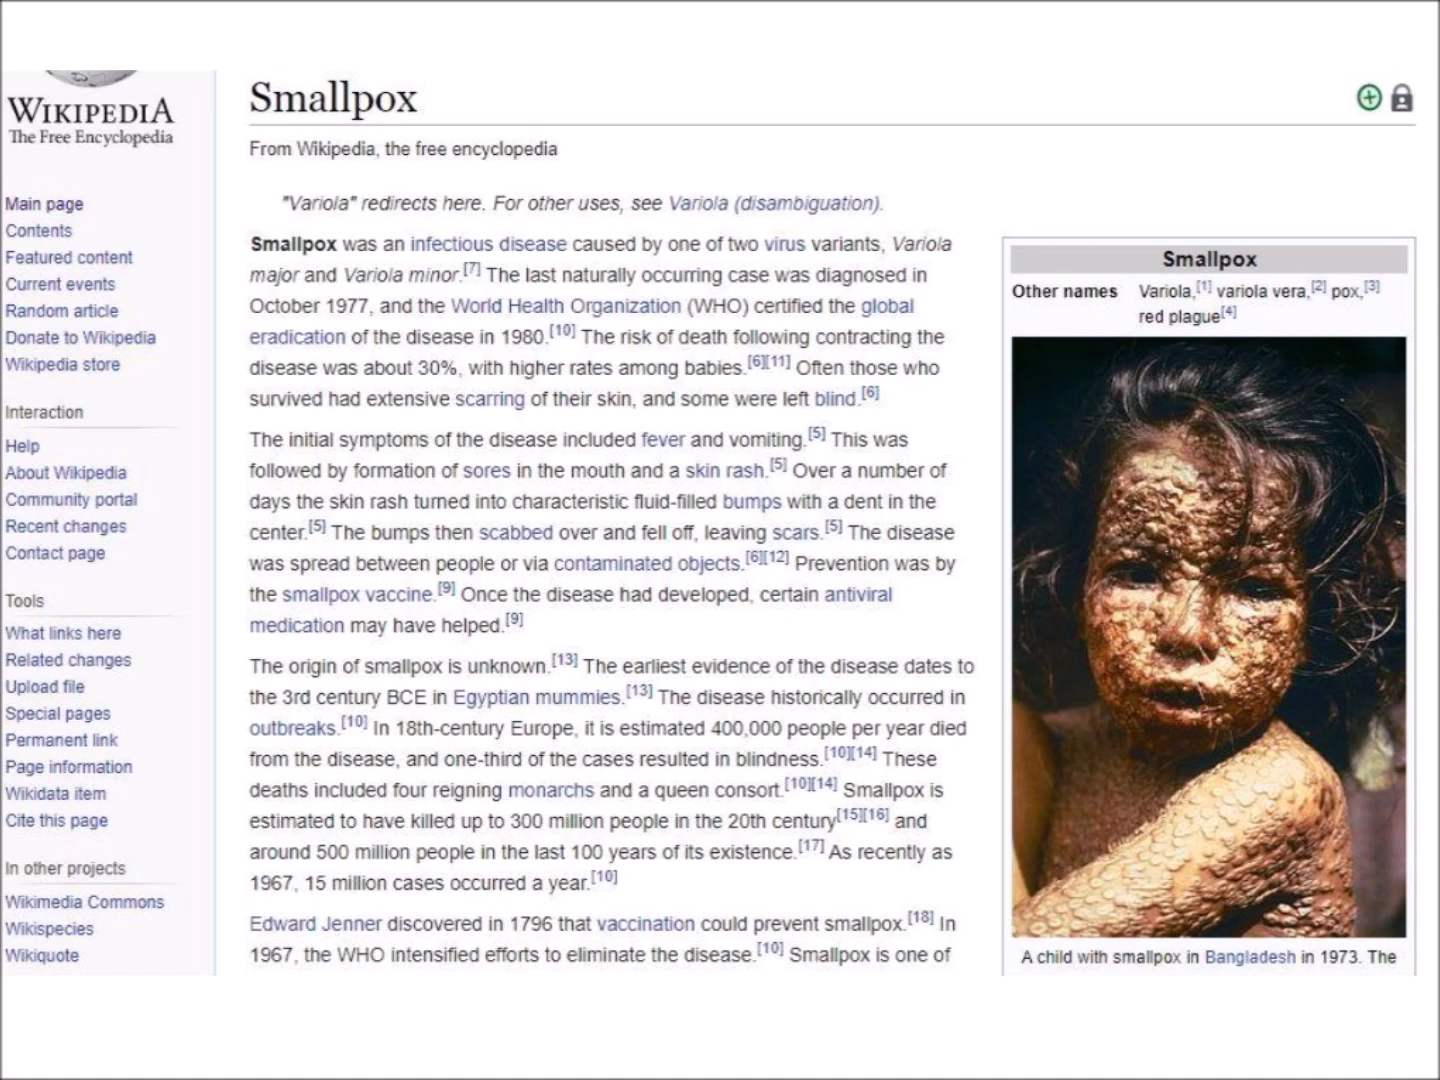 WIKIPEDIA
The Free Encyclopedia
Main page
Contents
Featured content
Current events
Random article
Donate to Wikipedia
Wikipedia store
Interaction
Help
About Wikipedia
Community portal
Recent changes
Contact page
Tools
What links here
Related changes
Upload file
Special pages
Permanent link
Page information
Wikidata item
Cite this page
In other projects
Wikimedia Commons
Wikispecies
Wikiquote
Smallpox
From Wikipedia, the free encyclopedia
"Variola" redirects here. For other uses, see Variola (disambiguation).
Smallpox was an infectious disease caused by one of two virus variants, Variola
major and Variola minor.[7] The last naturally occurring case was diagnosed in
October 1977, and the World Health Organization (WHO) certified the global
eradication of the disease in 1980.[10] The risk of death following contracting the
disease was about 30%, with higher rates among babies.[6][11] Often those who
survived had extensive scarring of their skin, and some were left blind.[6]
The initial symptoms of the disease included fever and vomiting.[5] This was
followed by formation of sores in the mouth and a skin rash.[5] Over a number of
days the skin rash turned into characteristic fluid-filled bumps with a dent in the
center.[5] The bumps then scabbed over and fell off, leaving scars.[5] The disease
was spread between people or via contaminated objects.[6][12] Prevention was by
the smallpox vaccine.[9] Once the disease had developed, certain antiviral
medication may have helped.[9]
The origin of smallpox is unknown.[13] The earliest evidence of the disease dates to
the 3rd century BCE in Egyptian mummies.[13] The disease historically occurred in
outbreaks.[10] In 18th-century Europe, it is estimated 400,000 people per year died
from the disease, and one-third of the cases resulted in blindness.[10][14] These
deaths included four reigning monarchs and a queen consort.[10][14] Smallpox is
estimated to have killed up to 300 million people in the 20th century[15][16] and
around 500 million people in the last 100 years of its existence.[17] As recently as
1967, 15 million cases occurred a year.[10]
Edward Jenner discovered in 1796 that vaccination could prevent smallpox.[18] In
1967, the WHO intensified efforts to eliminate the disease.[10] Smallpox is one of
Smallpox
Other names Variola,[1] variola vera,[2] pox,[3]
red plague[4]
A child with smallpox in Bangladesh in 1973. The